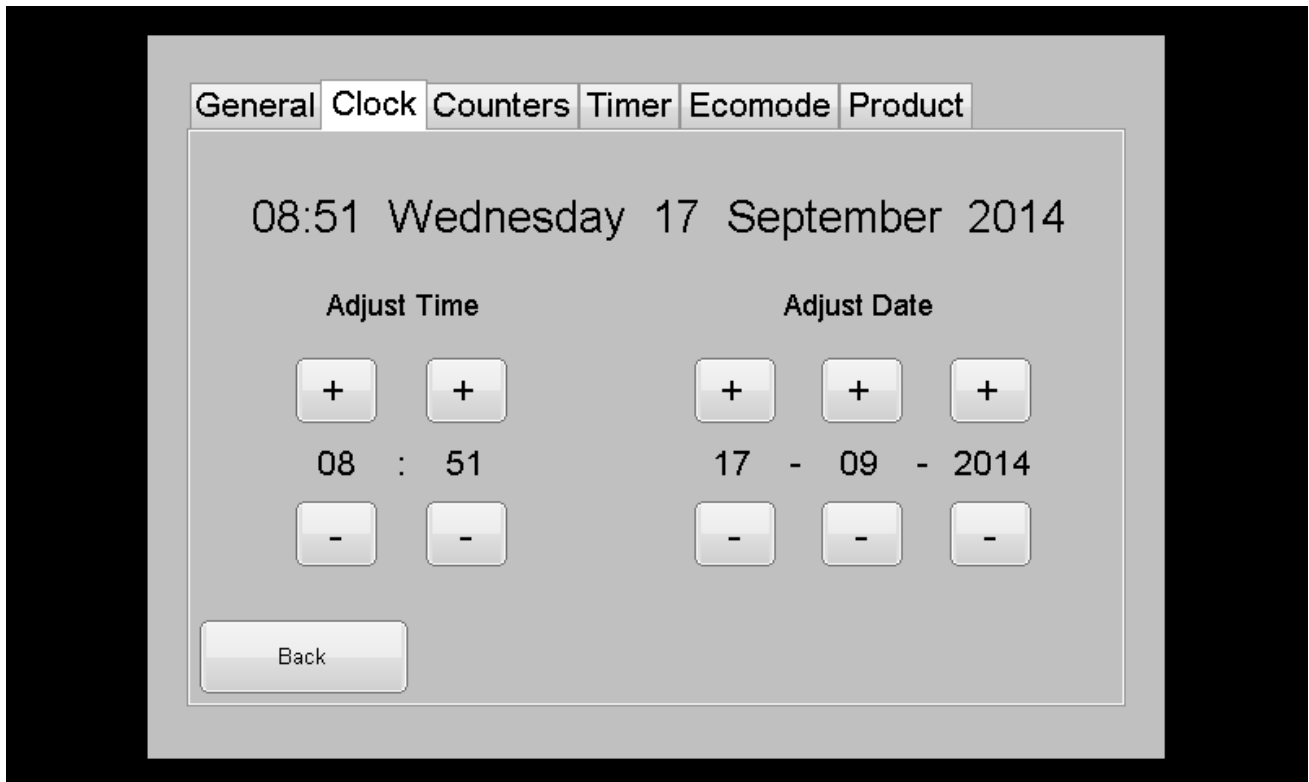 General Clock Counters Timer Ecomode Product
08:51 Wednesday 17 September 2014
Adjust Time Adjust Date
+ + + + +
08 : 51 17 - 09 - 2014
- - - - -
Back